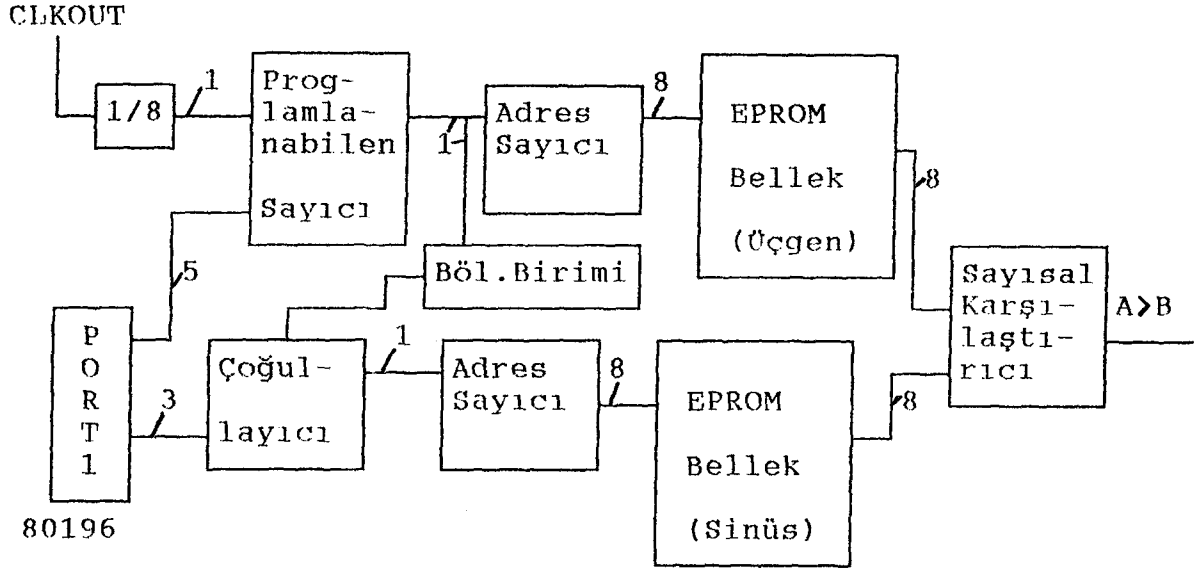 CLKOUT
1/8
1
Prog-
lamla-
nabilen
Sayıcı
1
Adres
Sayıcı
8
EPROM
Bellek
(Üçgen)
8
Böl.Birimi
5
P
O
R
T
1
80196
3
Çoğul-
layıcı
1
Adres
Sayıcı
8
EPROM
Bellek
(Sinüs)
8
Sayısal
Karşı-
laştı-
rıcı
A>B